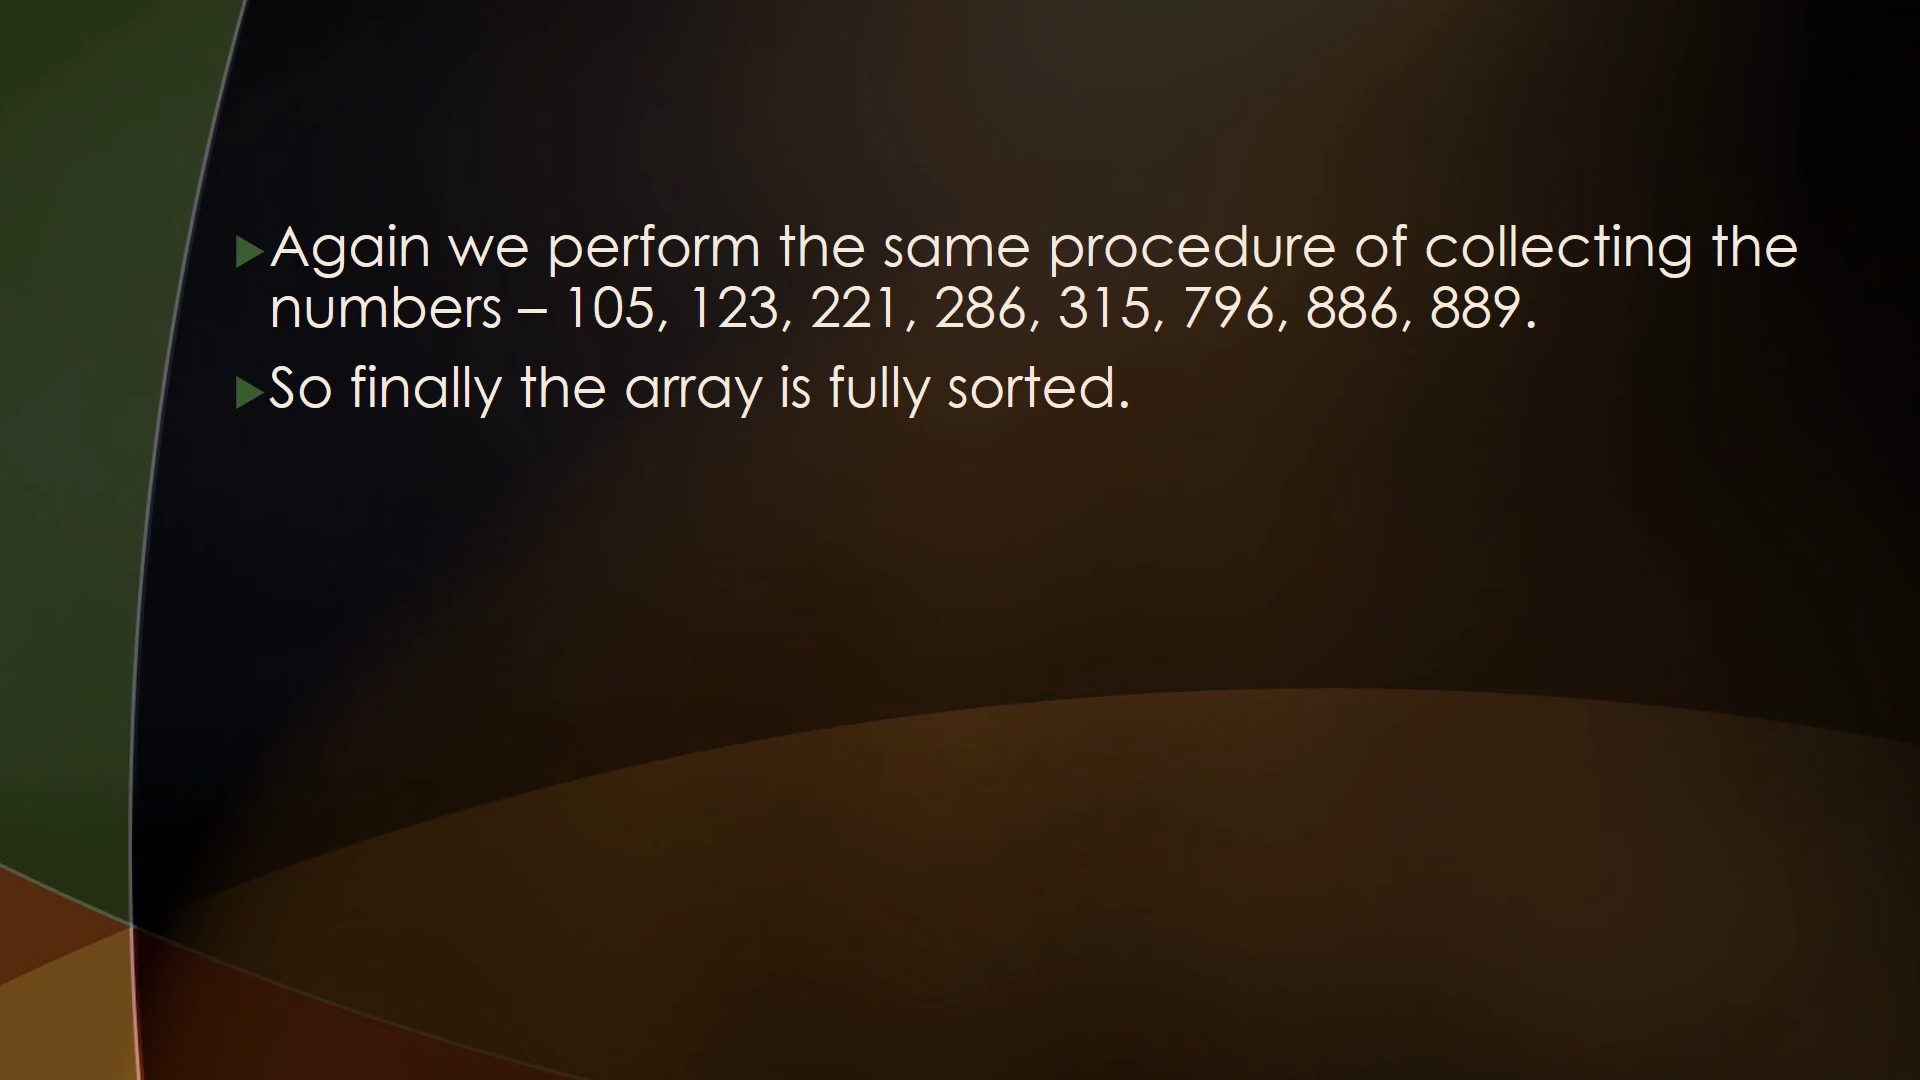 Again we perform the same procedure of collecting the
numbers – 105, 123, 221, 286, 315, 796, 886, 889.
So finally the array is fully sorted.